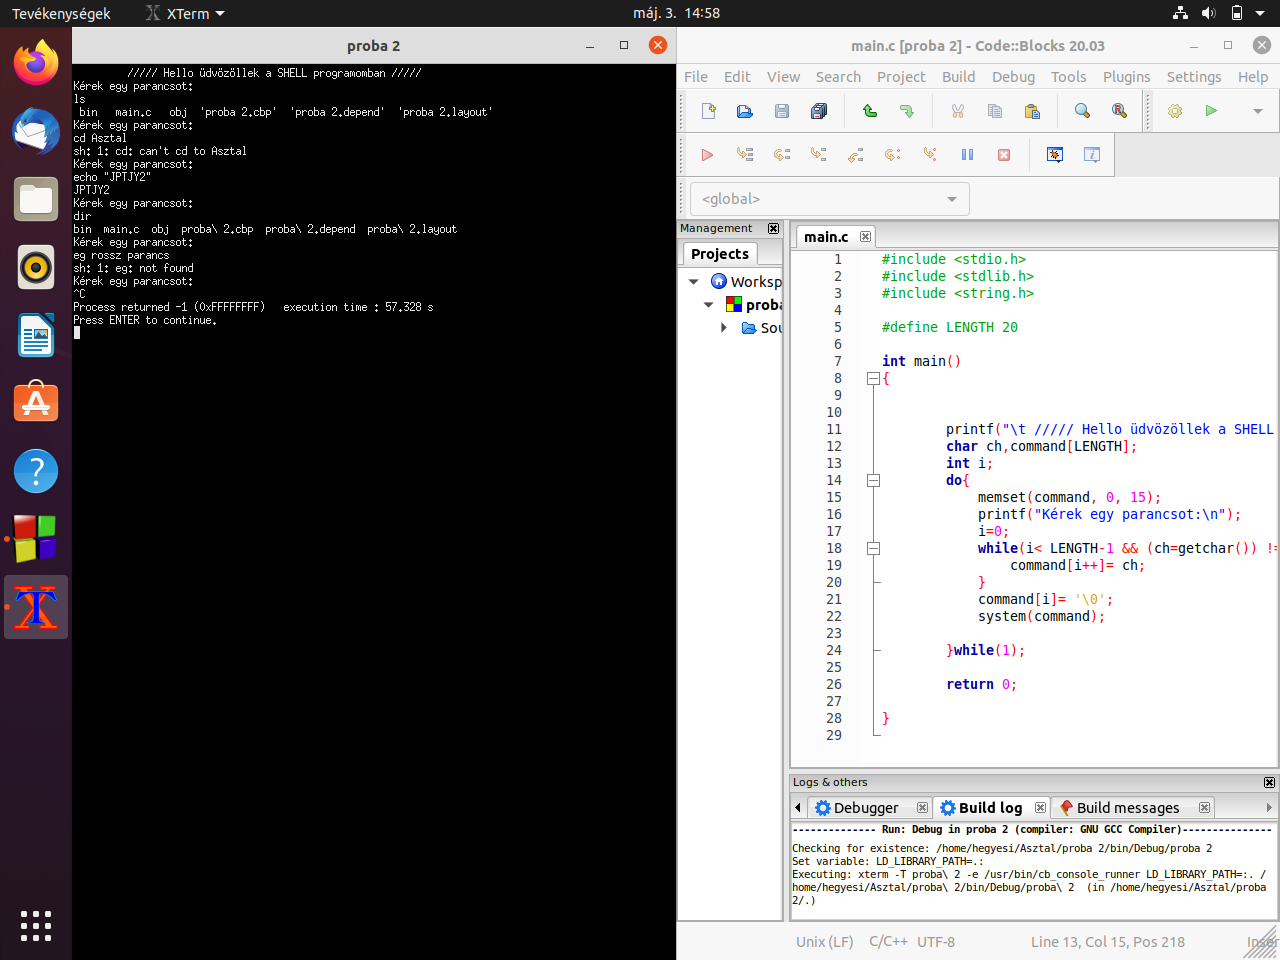 Tevékenységek
XTerm
máj. 3. 14:58
proba 2
///// Hello üdvözöllek a SHELL programomban /////
Kérek egy parancsot:
ls
bin main.c obj 'proba 2.cbp' 'proba 2.depend' 'proba 2.layout'
Kérek egy parancsot:
cd Asztal
sh: 1: cd: can't cd to Asztal
Kérek egy parancsot:
echo "JPTJY2"
JPTJY2
Kérek egy parancsot:
dir
bin main.c obj proba\ 2.cbp proba\ 2.depend proba\ 2.layout
Kérek egy parancsot:
eg rossz parancs
sh: 1: eg: not found
Kérek egy parancsot:
^C
Process returned -1 (0xFFFFFFFF) execution time : 57.328 s
Press ENTER to continue.
main.c [proba 2] - Code::Blocks 20.03
File Edit View Search Project Build Debug Tools Plugins Settings Help
<global>
Management
Projects
Worksp
proba
Sou
main.c
1 #include <stdio.h>
2 #include <stdlib.h>
3 #include <string.h>
4
5 #define LENGTH 20
6
7 int main()
8 {
9
10
11 printf("\t ///// Hello üdvözöllek a SHELL
12 char ch,command[LENGTH];
13 int i;
14 do{
15 memset(command, 0, 15);
16 printf("Kérek egy parancsot:\n");
17 i=0;
18 while(i< LENGTH-1 && (ch=getchar()) !=
19 command[i++]= ch;
20 }
21 command[i]= '\0';
22 system(command);
23
24 }while(1);
25
26 return 0;
27
28 }
29
Logs & others
Debugger
Build log
Build messages
-------------- Run: Debug in proba 2 (compiler: GNU GCC Compiler)---------------
Checking for existence: /home/hegyesi/Asztal/proba 2/bin/Debug/proba 2
Set variable: LD_LIBRARY_PATH=.:
Executing: xterm -T proba\ 2 -e /usr/bin/cb_console_runner LD_LIBRARY_PATH=:. /
home/hegyesi/Asztal/proba\ 2/bin/Debug/proba\ 2 (in /home/hegyesi/Asztal/proba
2/.)
Unix (LF) C/C++ UTF-8 Line 13, Col 15, Pos 218 Inser